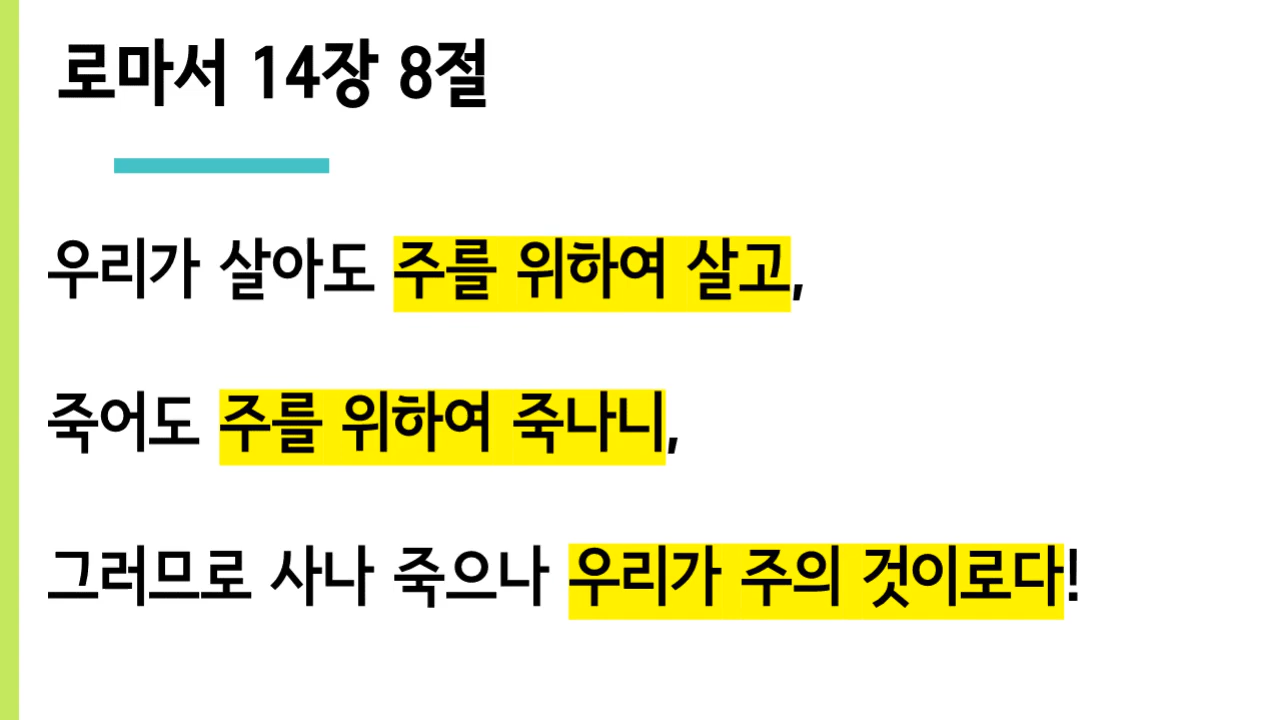 로마서 14장 8절
우리가 살아도 주를 위하여 살고,
죽어도 주를 위하여 죽나니,
그러므로 사나 죽으나 우리가 주의 것이로다!